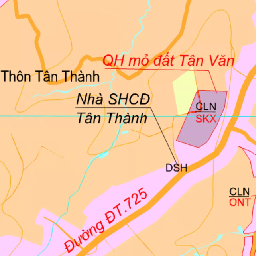 QH mỏ đất Tân Văn
Thôn Tân Thành
Nhà SHCĐ
Tân Thành
CLN
SKX
DSH
Đường ĐT.725
CLN
ONT